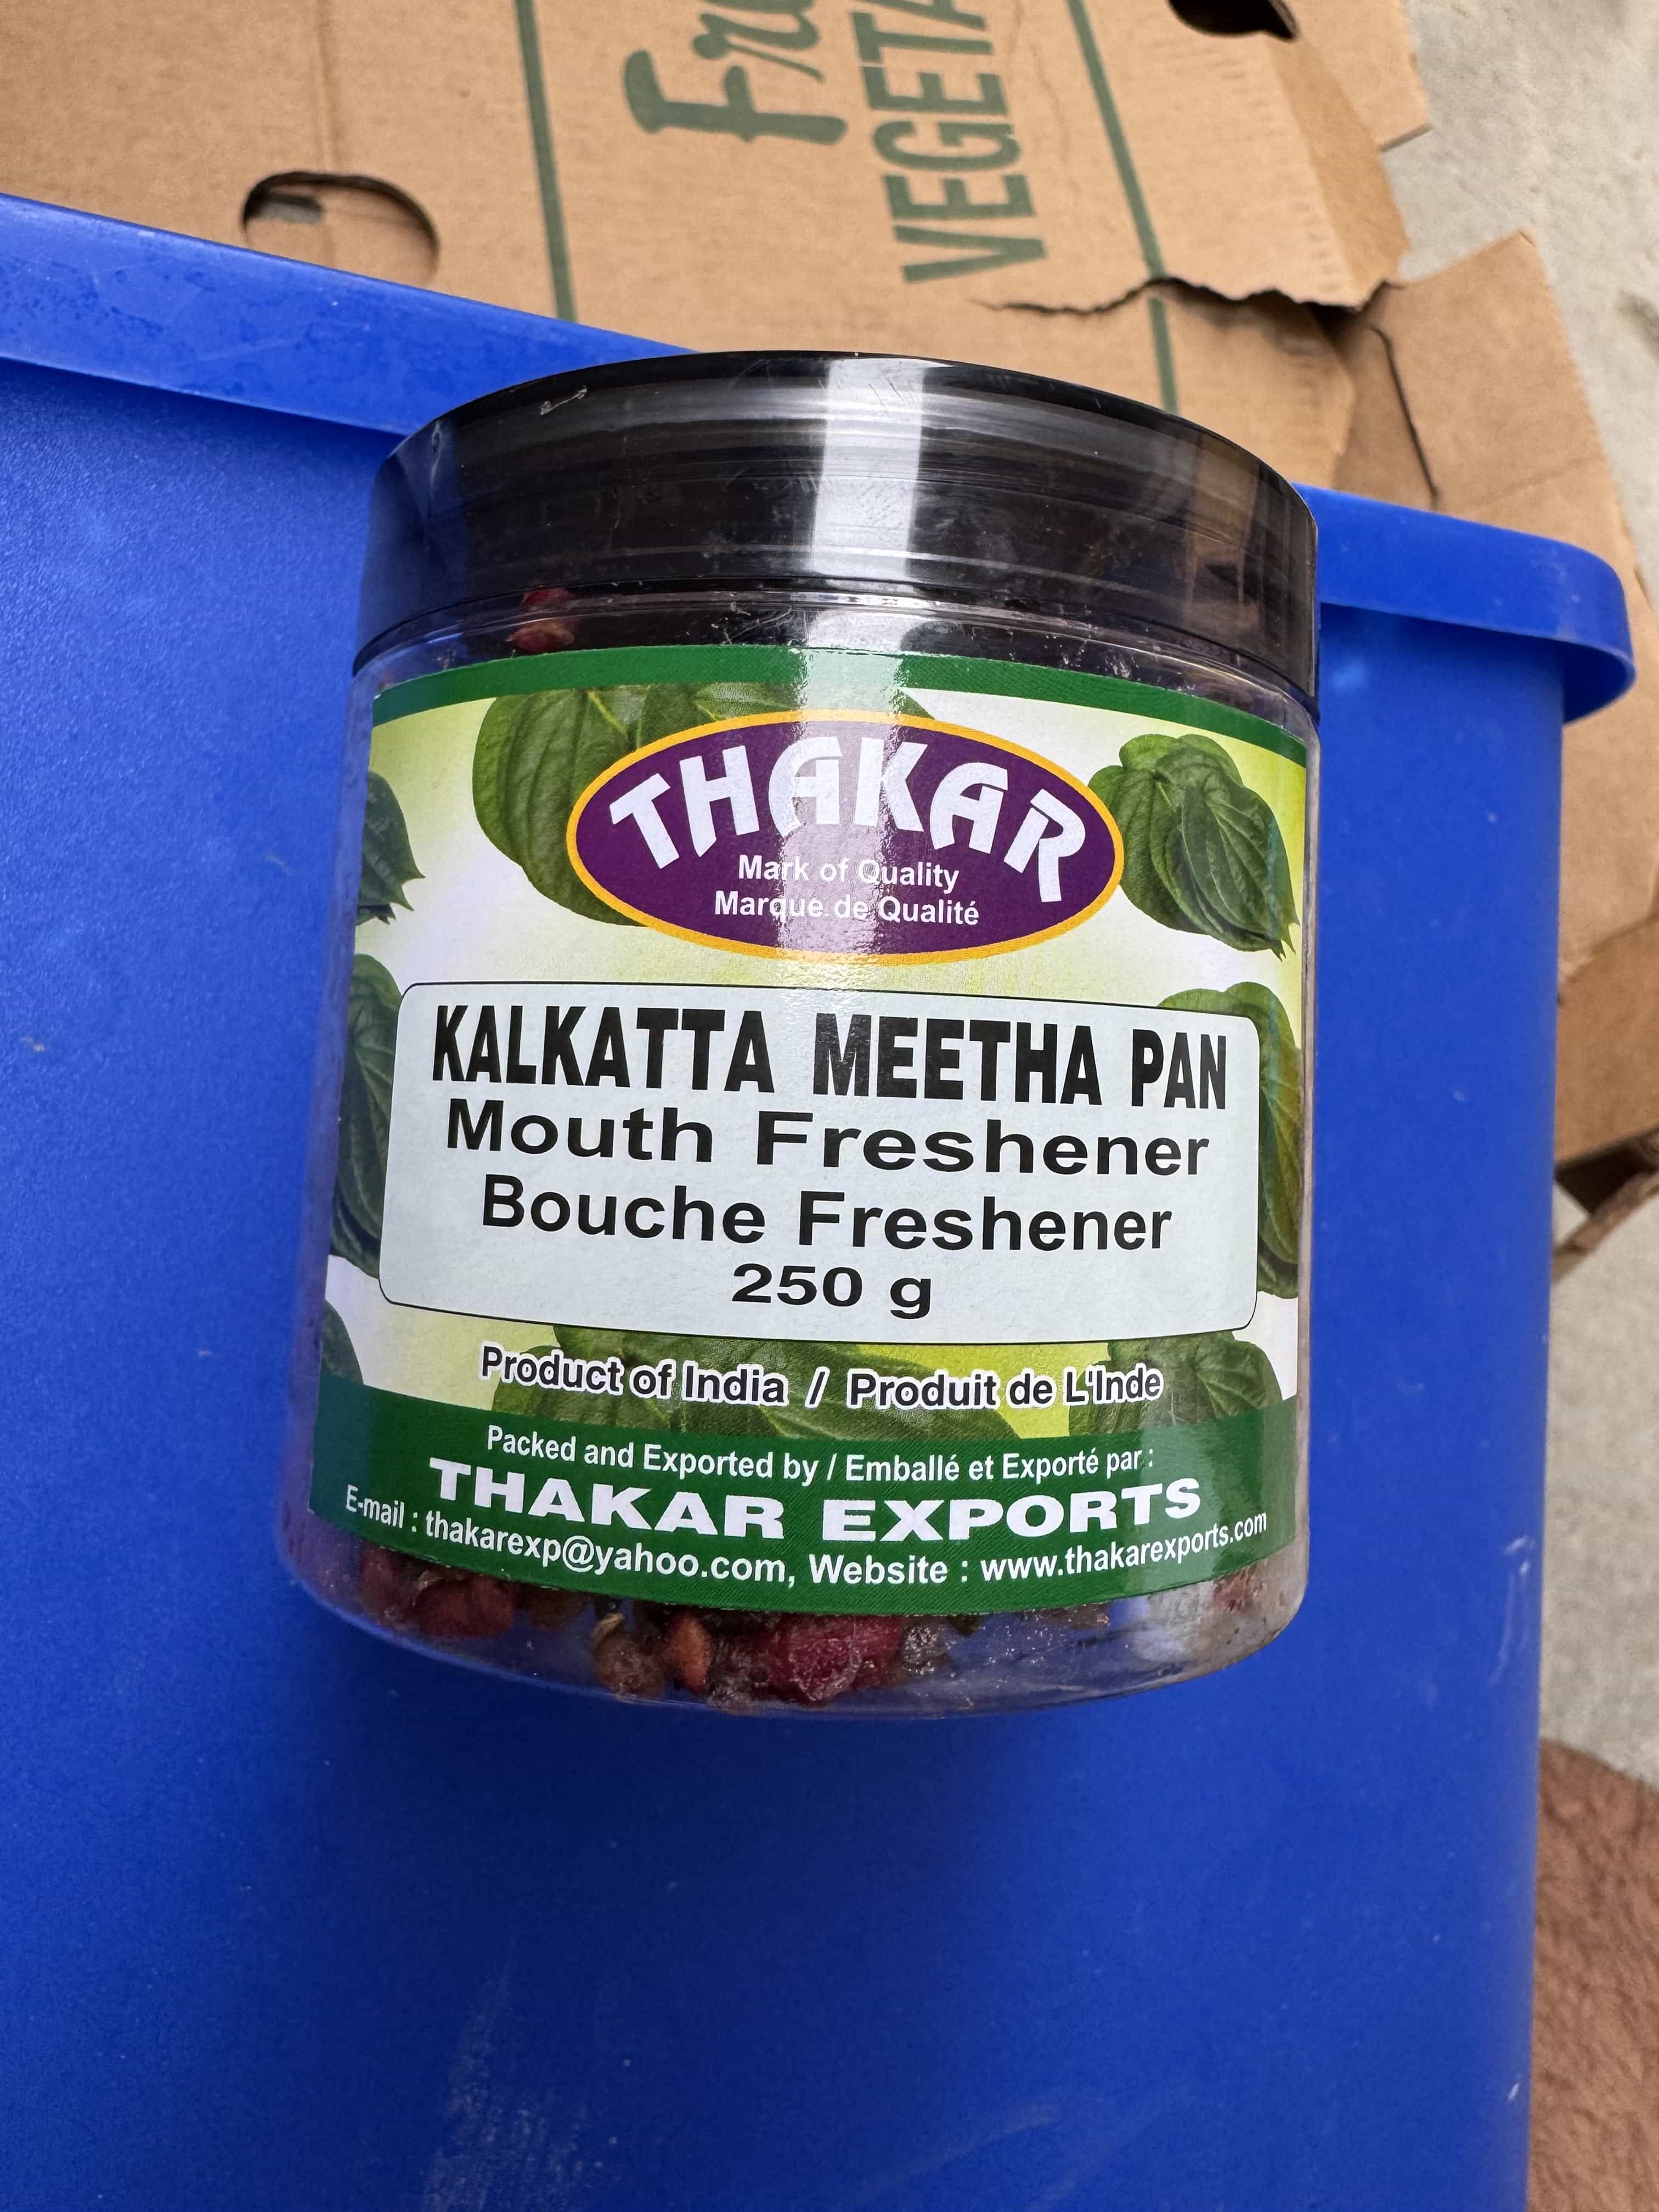 VEGETA
THAKAR
Mark of Quality
Marque de Qualité
KALKATTA MEETHA PAN
Mouth Freshener
Bouche Freshener
250 g
Product of India / Produit de L'Inde
Packed and Exported by / Emballé et Exporté par :
THAKAR EXPORTS
E-mail : thakarexp@yahoo.com, Website : www.thakarexports.com